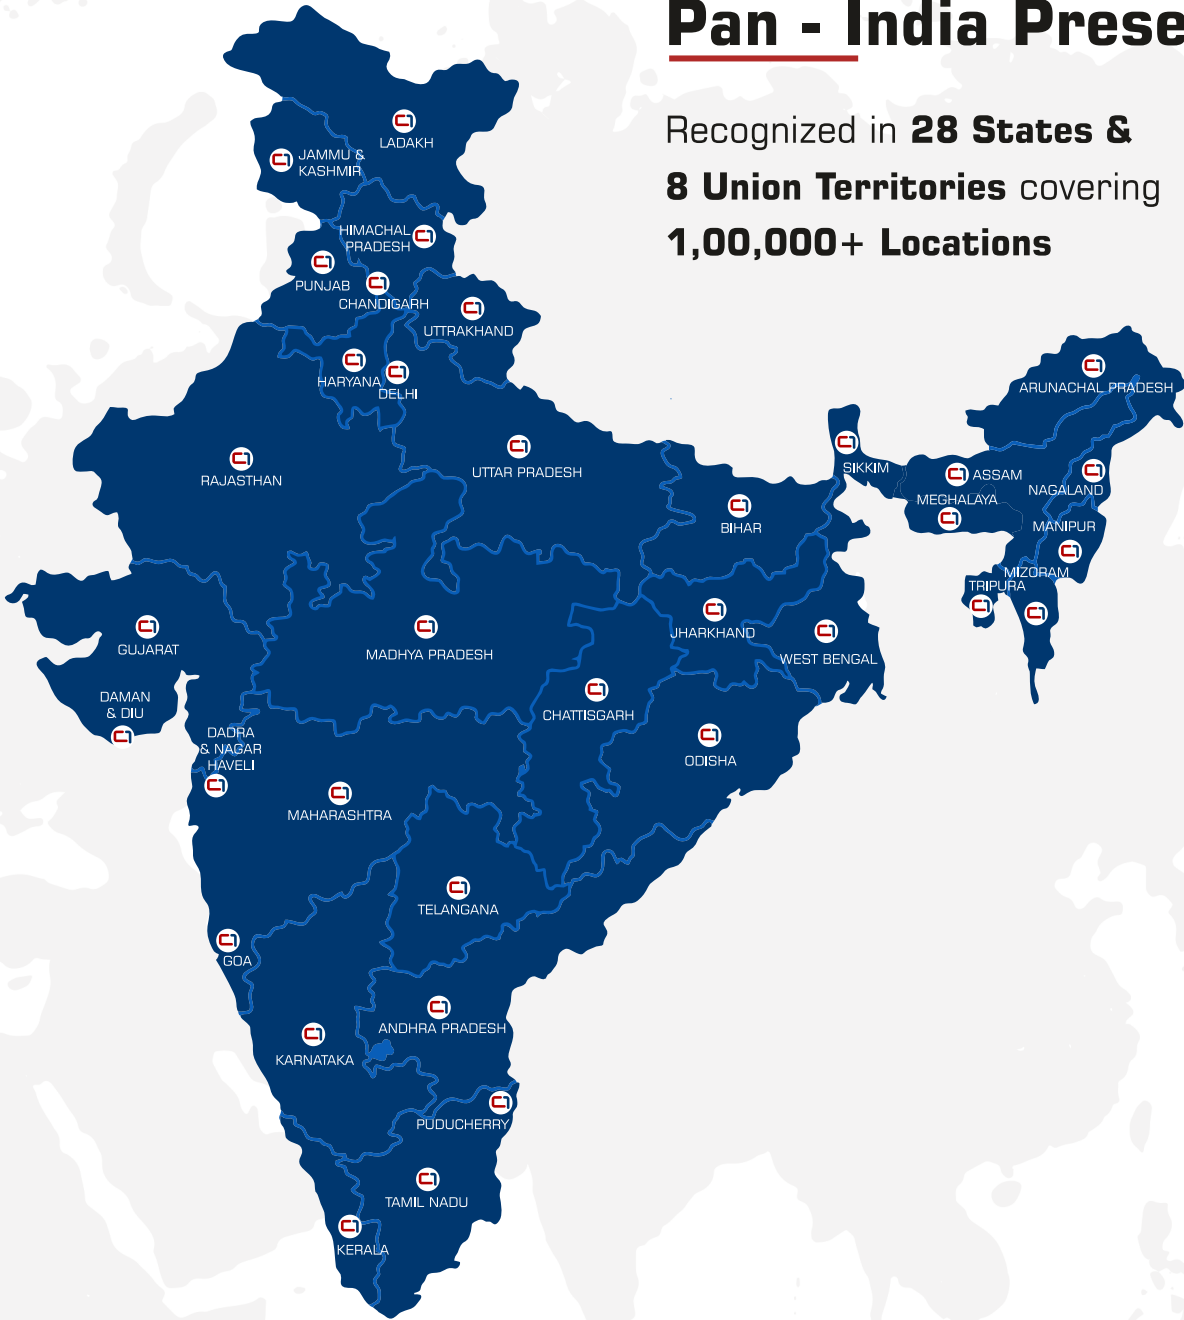 Pan - India Prese
Recognized in 28 States &
8 Union Territories covering
1,00,000+ Locations
LADAKH
JAMMU &
KASHMIR
HIMACHAL
PRADESH
PUNJAB
CHANDIGARH
UTTRAKHAND
HARYANA
DELHI
ARUNACHAL PRADESH
RAJASTHAN
UTTAR PRADESH
SIKKIM
ASSAM
NAGALAND
MEGHALAYA
BIHAR
MANIPUR
MIZORAM
TRIPURA
GUJARAT
MADHYA PRADESH
JHARKHAND
WEST BENGAL
DAMAN
& DIU
CHATTISGARH
DADRA
& NAGAR
HAVELI
ODISHA
MAHARASHTRA
TELANGANA
GOA
ANDHRA PRADESH
KARNATAKA
PUDUCHERRY
TAMIL NADU
KERALA